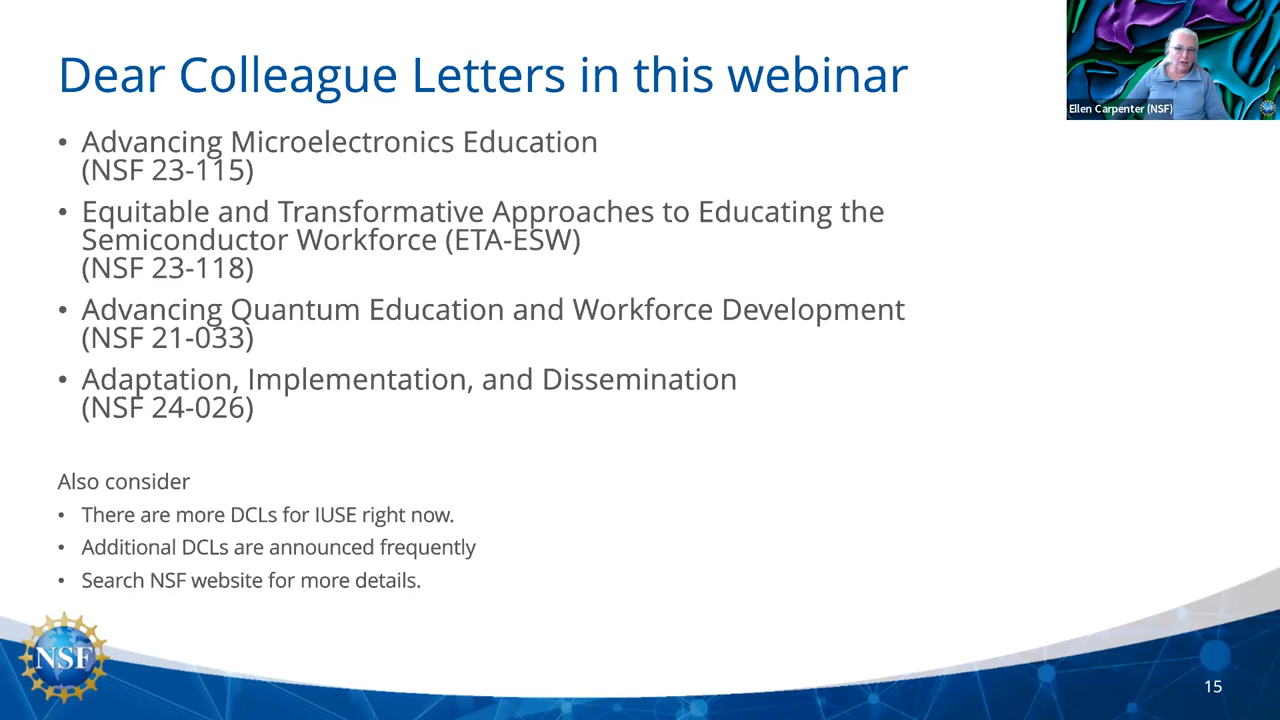 Dear Colleague Letters in this webinar
Ellen Carpenter (NSF)
• Advancing Microelectronics Education
(NSF 23-115)
• Equitable and Transformative Approaches to Educating the
Semiconductor Workforce (ETA-ESW)
(NSF 23-118)
• Advancing Quantum Education and Workforce Development
(NSF 21-033)
• Adaptation, Implementation, and Dissemination
(NSF 24-026)
Also consider
• There are more DCLs for IUSE right now.
• Additional DCLs are announced frequently
• Search NSF website for more details.
NSF
15